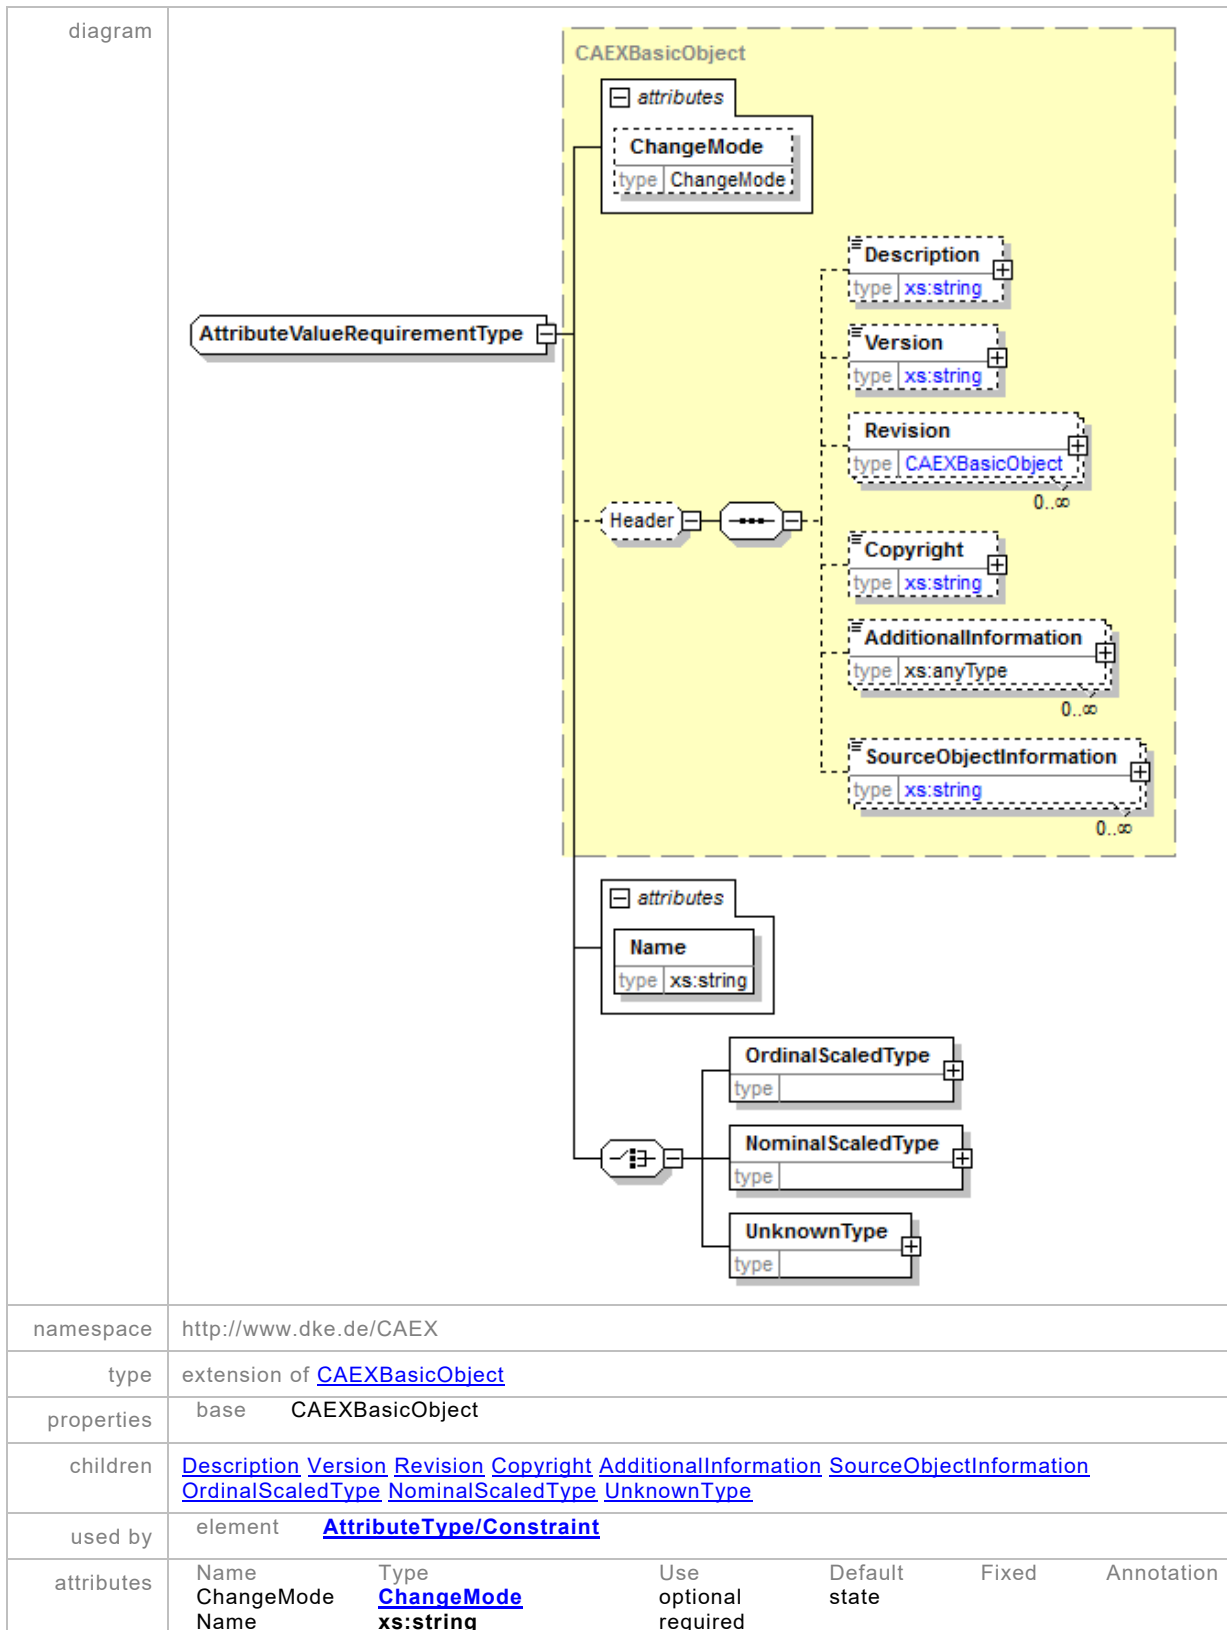 diagram
CAEXBasicObject
attributes
ChangeMode
type ChangeMode
Description
type xs:string
Version
type xs:string
AttributeValueRequirementType
Revision
type CAEXBasicObject
0..∞
Header
Copyright
type xs:string
AdditionalInformation
type xs:anyType
0..∞
SourceObjectInformation
type xs:string
0..∞
attributes
Name
type xs:string
OrdinalScaledType
type
NominalScaledType
type
UnknownType
type
namespace http://www.dke.de/CAEX
type extension of CAEXBasicObject
properties base CAEXBasicObject
children Description Version Revision Copyright AdditionalInformation SourceObjectInformation
OrdinalScaledType NominalScaledType UnknownType
used by element AttributeType/Constraint
attributes Name Type Use Default Fixed Annotation
ChangeMode ChangeMode optional state
Name xs:string required